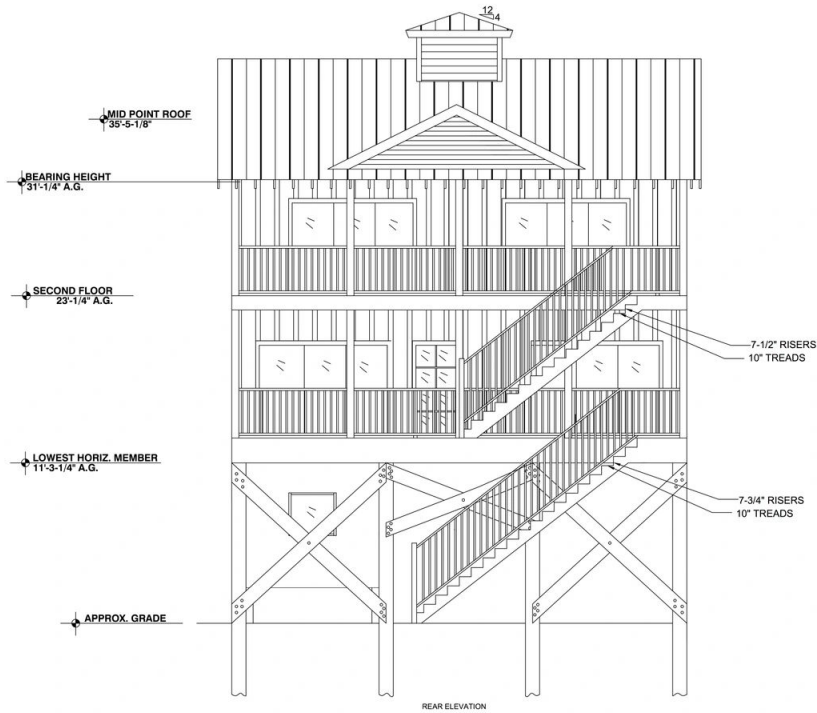 12
4
MID POINT ROOF
35'-5-1/8"
BEARING HEIGHT
31'-1/4" A.G.
SECOND FLOOR
23'-1/4" A.G.
7-1/2" RISERS
10" TREADS
LOWEST HORIZ. MEMBER
11'-3-1/4" A.G.
7-3/4" RISERS
10" TREADS
APPROX. GRADE
REAR ELEVATION